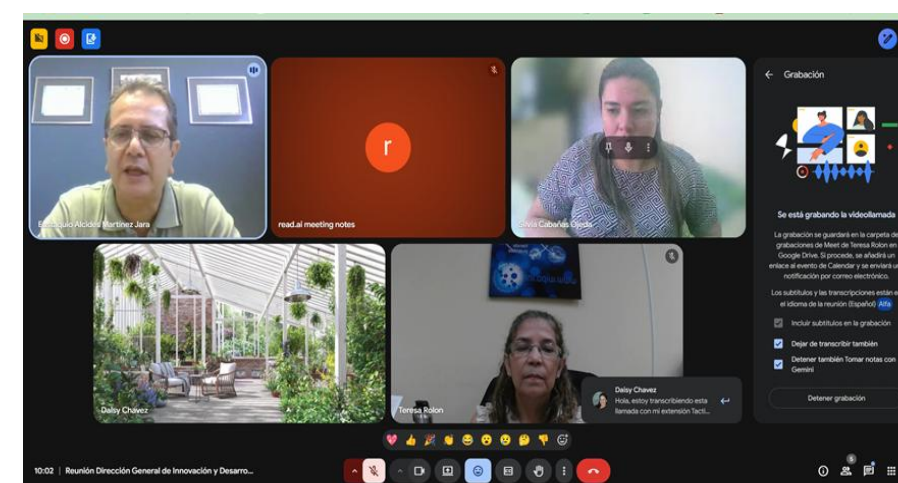 Grabación
r
Eustaquio Alcides Martínez Jara
read.ai meeting notes
Silvia Cabañas Ojeda
Se está grabando la videollamada
La grabación se guardará en la carpeta de
grabaciones de Meet de Teresa Rolon en
Google Drive. Si procede, se añadirá un
enlace al evento de Calendar y se enviará u
notificación por correo electrónico.
Los subtítulos y las transcripciones están e
el idioma de la reunión (Español) Alfa
Incluir subtítulos en la grabación
Dejar de transcribir también
Detener también Tomar notas con
Gemini
Detener grabación
Daisy Chavez
Teresa Rolon
Daisy Chavez
Hola, estoy transcribiendo esta
llamada con mi extensión Tacti...
10:02 | Reunión Dirección General de Innovación y Desarro...
5